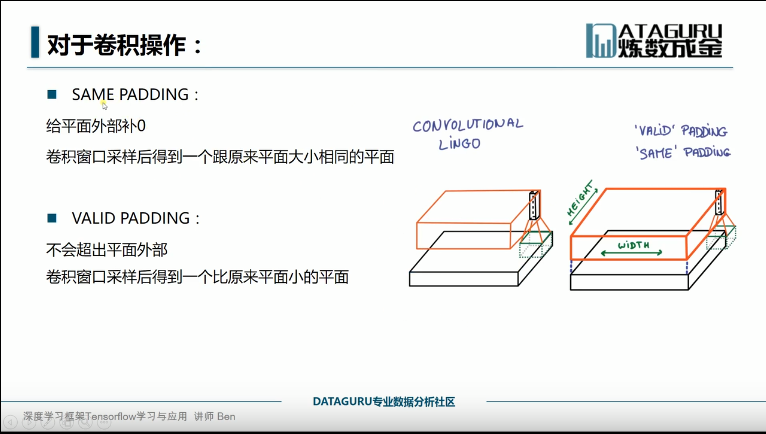 对于卷积操作：
DATAGURU
炼数成金
■ SAME PADDING：
给平面外部补0
卷积窗口采样后得到一个跟原来平面大小相同的平面
■ VALID PADDING：
不会超出平面外部
卷积窗口采样后得到一个比原来平面小的平面
CONVOLUTIONAL
LINGO
'VALID' PADDING
'SAME' PADDING
HEIGHT
WIDTH
DATAGURU专业数据分析社区
深度学习框架Tensorflow学习与应用 讲师 Ben